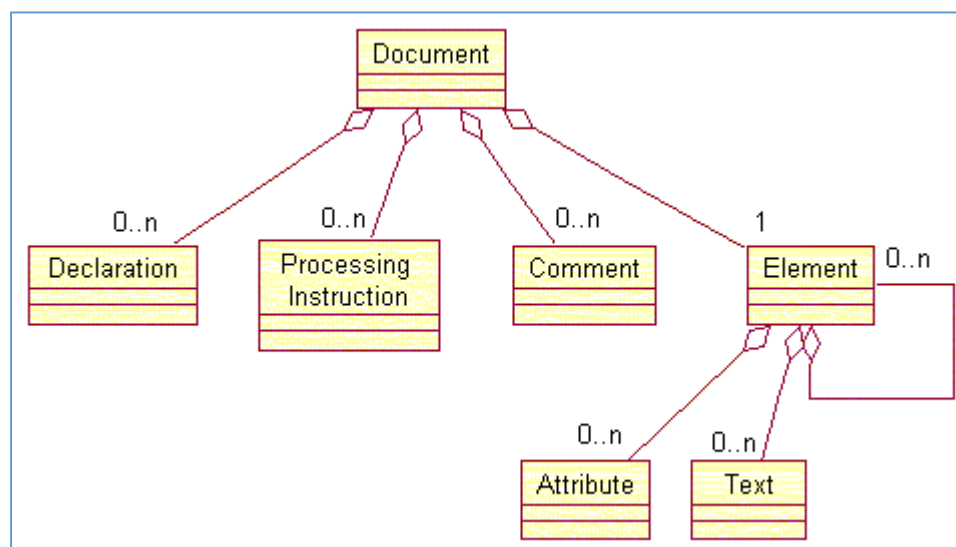 Document
0..n
0..n
0..n
1
Declaration
Processing
Instruction
Comment
Element
0..n
0..n
0..n
Attribute
Text